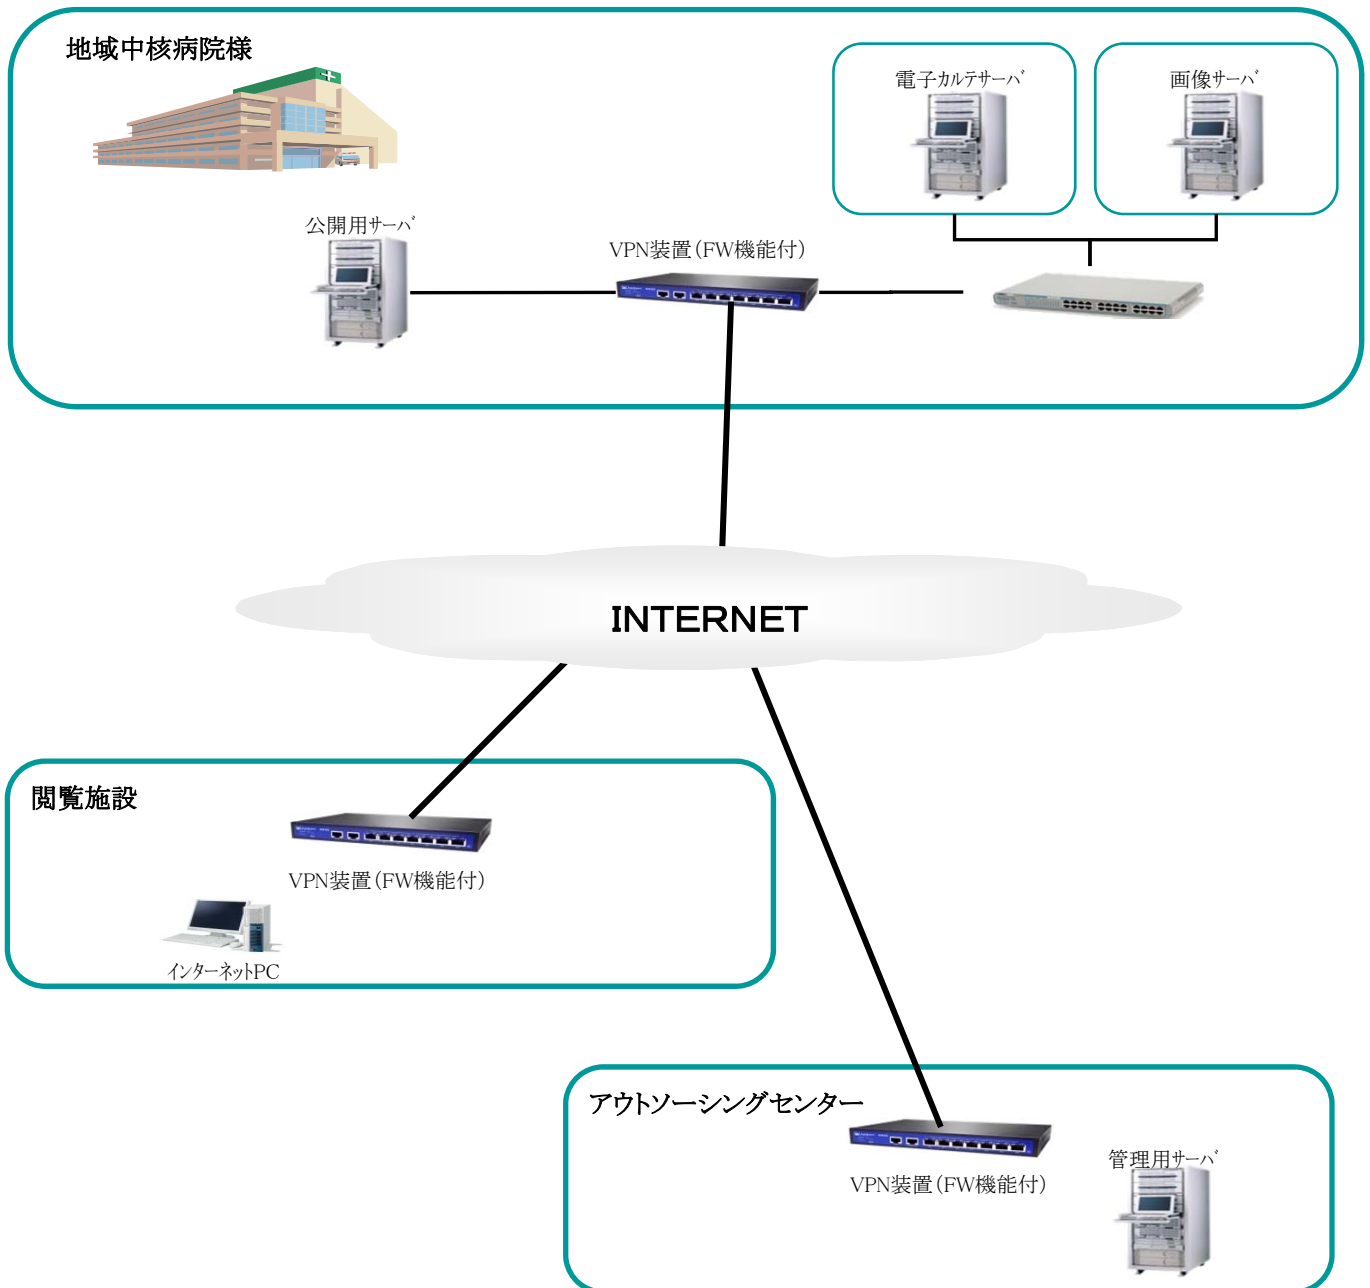 地域中核病院様
電子カルテサーバ
画像サーバ
公開用サーバ
VPN装置(FW機能付)
INTERNET
閲覧施設
VPN装置(FW機能付)
インターネットPC
アウトソーシングセンター
VPN装置(FW機能付)
管理用サーバ